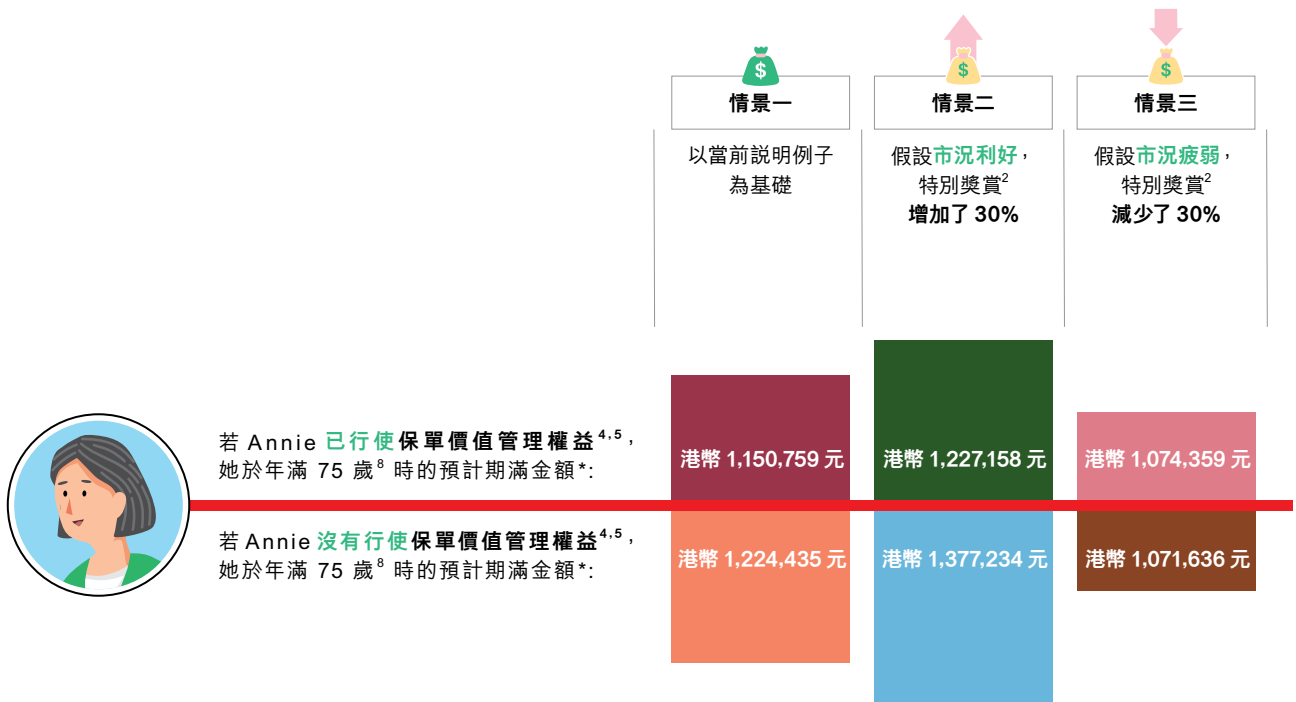 $
$
$
情景一
情景二
情景三
以當前説明例子
為基礎
假設市況利好，
特別獎賞2
增加了 30%
假設市況疲弱，
特別獎賞2
減少了 30%
若 Annie 已行使保單價值管理權益4,5，
她於年滿 75 歲8 時的預計期滿金額*:
港幣 1,150,759 元
港幣 1,227,158 元
港幣 1,074,359 元
若 Annie 沒有行使保單價值管理權益4,5，
她於年滿 75 歲8 時的預計期滿金額*:
港幣 1,224,435 元
港幣 1,377,234 元
港幣 1,071,636 元